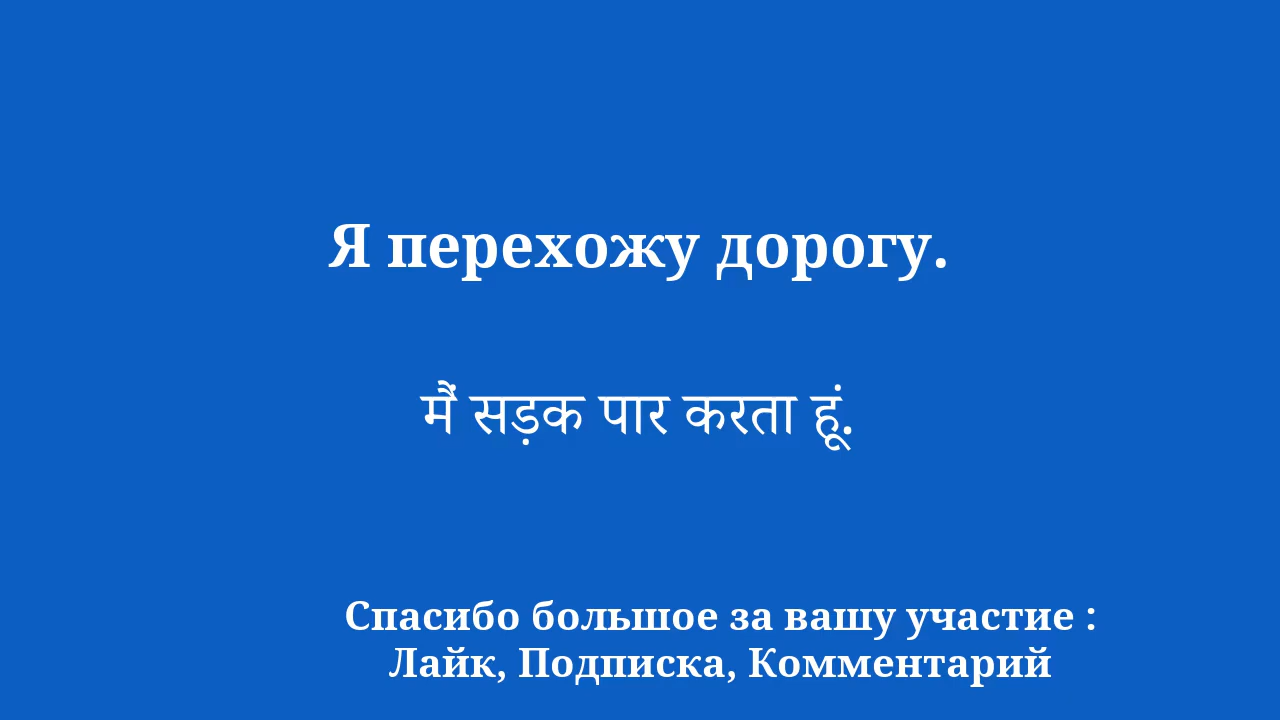 Я перехожу дорогу.
मैं सड़क पार करता हूं.
Спасибо большое за вашу участие :
Лайк, Подписка, Комментарий